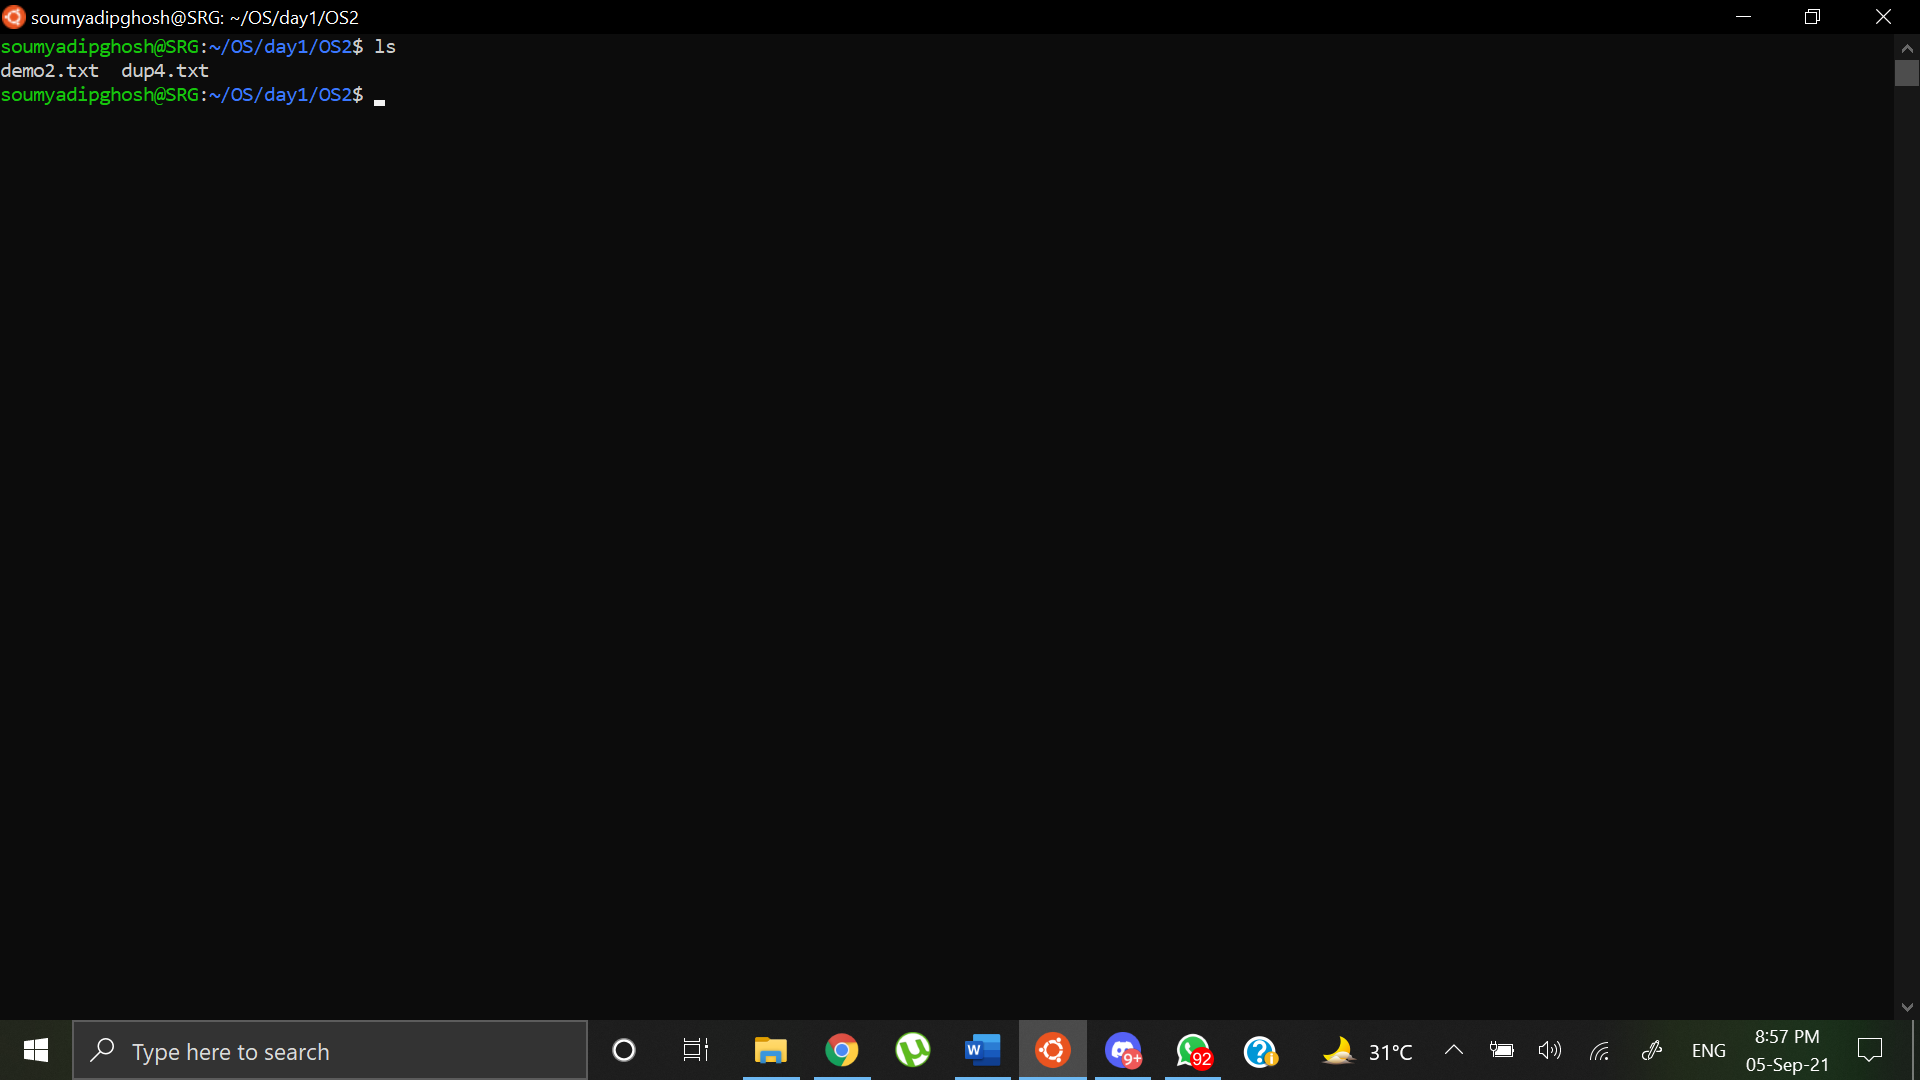 soumyadipghosh@SRG: ~/OS/day1/OS2
soumyadipghosh@SRG:~/OS/day1/OS2$ ls
demo2.txt  dup4.txt
soumyadipghosh@SRG:~/OS/day1/OS2$
Type here to search
W
9+
92
31°C
ENG
8:57 PM
05-Sep-21